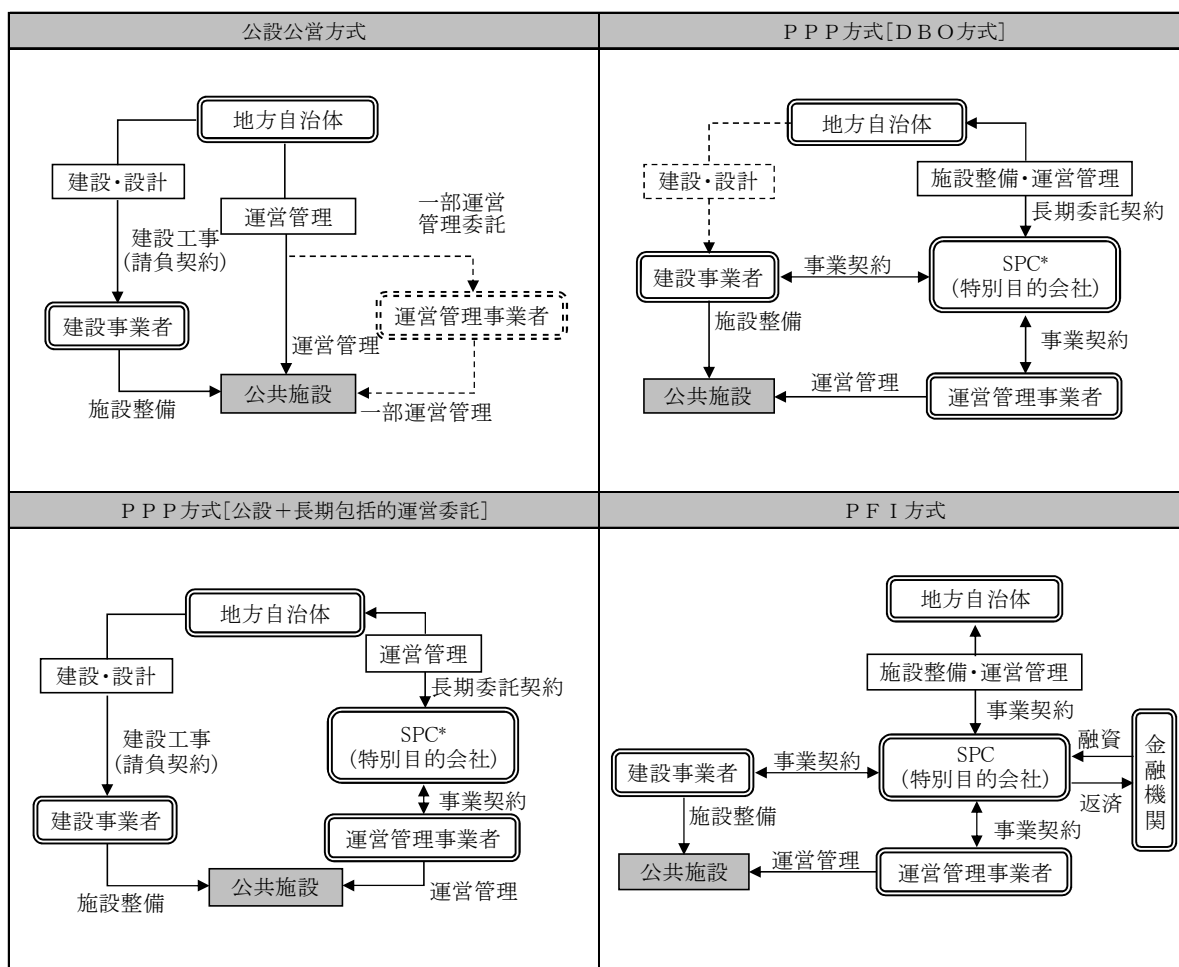 公設公営方式
地方自治体
建設・設計
運営管理
一部運営
管理委託
建設工事
(請負契約)
建設事業者
運営管理事業者
運営管理
公共施設
施設整備
一部運営管理
ＰＰＰ方式[ＤＢＯ方式]
地方自治体
建設・設計
施設整備・運営管理
長期委託契約
建設事業者
事業契約
SPC*
(特別目的会社)
施設整備
事業契約
公共施設
運営管理
運営管理事業者
ＰＰＰ方式[公設＋長期包括的運営委託]
地方自治体
建設・設計
運営管理
長期委託契約
建設工事
(請負契約)
SPC*
(特別目的会社)
事業契約
建設事業者
運営管理事業者
公共施設
施設整備
運営管理
ＰＦＩ方式
地方自治体
施設整備・運営管理
事業契約
建設事業者
事業契約
SPC
(特別目的会社)
融資
返済
金融機関
施設整備
事業契約
公共施設
運営管理
運営管理事業者